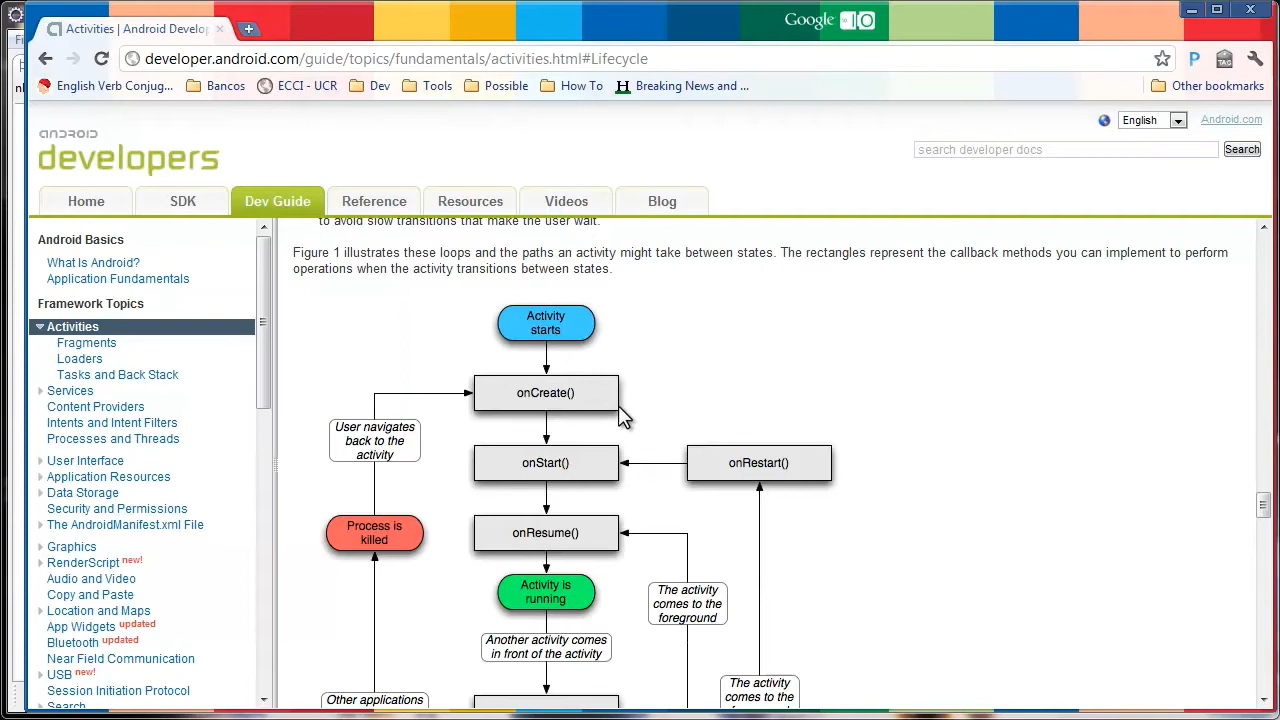 Activities | Android Develop
Google IO
developer.android.com/guide/topics/fundamentals/activities.html#Lifecycle
P
TAG
English Verb Conjug...
Bancos
ECCI - UCR
Dev
Tools
Possible
How To
H Breaking News and ...
Other bookmarks
English
Android.com
ANDROID
developers
search developer docs
Search
Home
SDK
Dev Guide
Reference
Resources
Videos
Blog
Android Basics
What Is Android?
Application Fundamentals
Framework Topics
Activities
Fragments
Loaders
Tasks and Back Stack
Services
Content Providers
Intents and Intent Filters
Processes and Threads
User Interface
Application Resources
Data Storage
Security and Permissions
The AndroidManifest.xml File
Graphics
RenderScript new!
Audio and Video
Copy and Paste
Location and Maps
App Widgets updated
Bluetooth updated
Near Field Communication
USB new!
Session Initiation Protocol
Search
to avoid slow transitions that make the user wait.
Figure 1 illustrates these loops and the paths an activity might take between states. The rectangles represent the callback methods you can implement to perform
operations when the activity transitions between states.
Activity
starts
onCreate()
User navigates
back to the
activity
onStart()
onRestart()
Process is
killed
onResume()
Activity is
running
The activity
comes to the
foreground
Another activity comes
in front of the activity
Other applications
The activity
comes to the